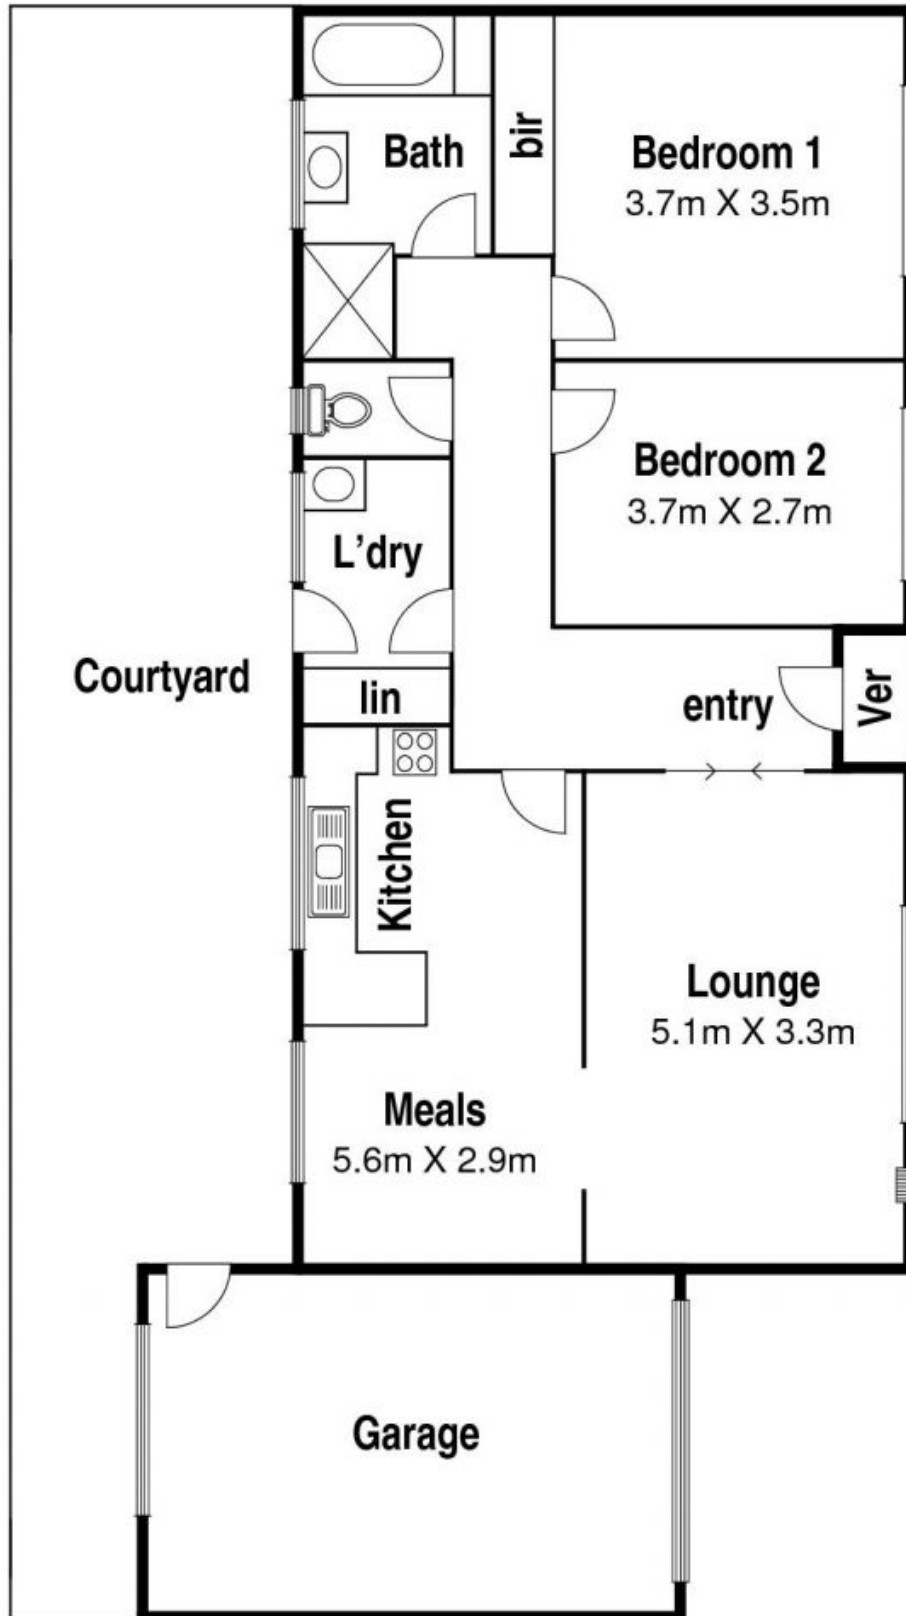 Bath
bir
Bedroom 1
3.7m X 3.5m
Bedroom 2
3.7m X 2.7m
L’dry
Courtyard
lin
entry
Ver
Kitchen
Lounge
5.1m X 3.3m
Meals
5.6m X 2.9m
Garage